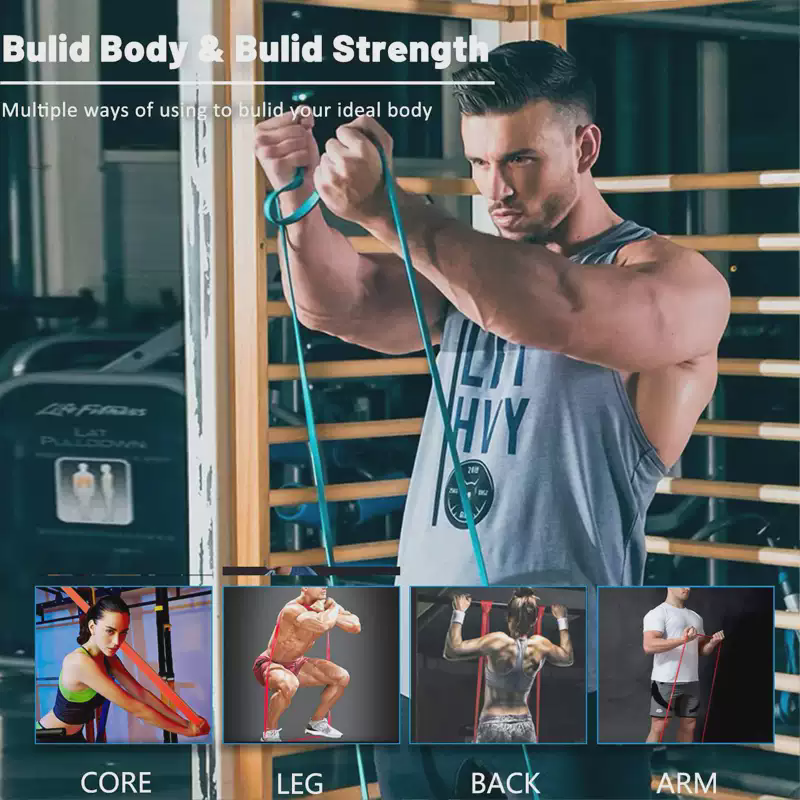 Bulid Body & Bulid Strength
Multiple ways of using to bulid your ideal body
Life Fitness
LAT
PULLDOWN
HVY
CORE
LEG
BACK
ARM